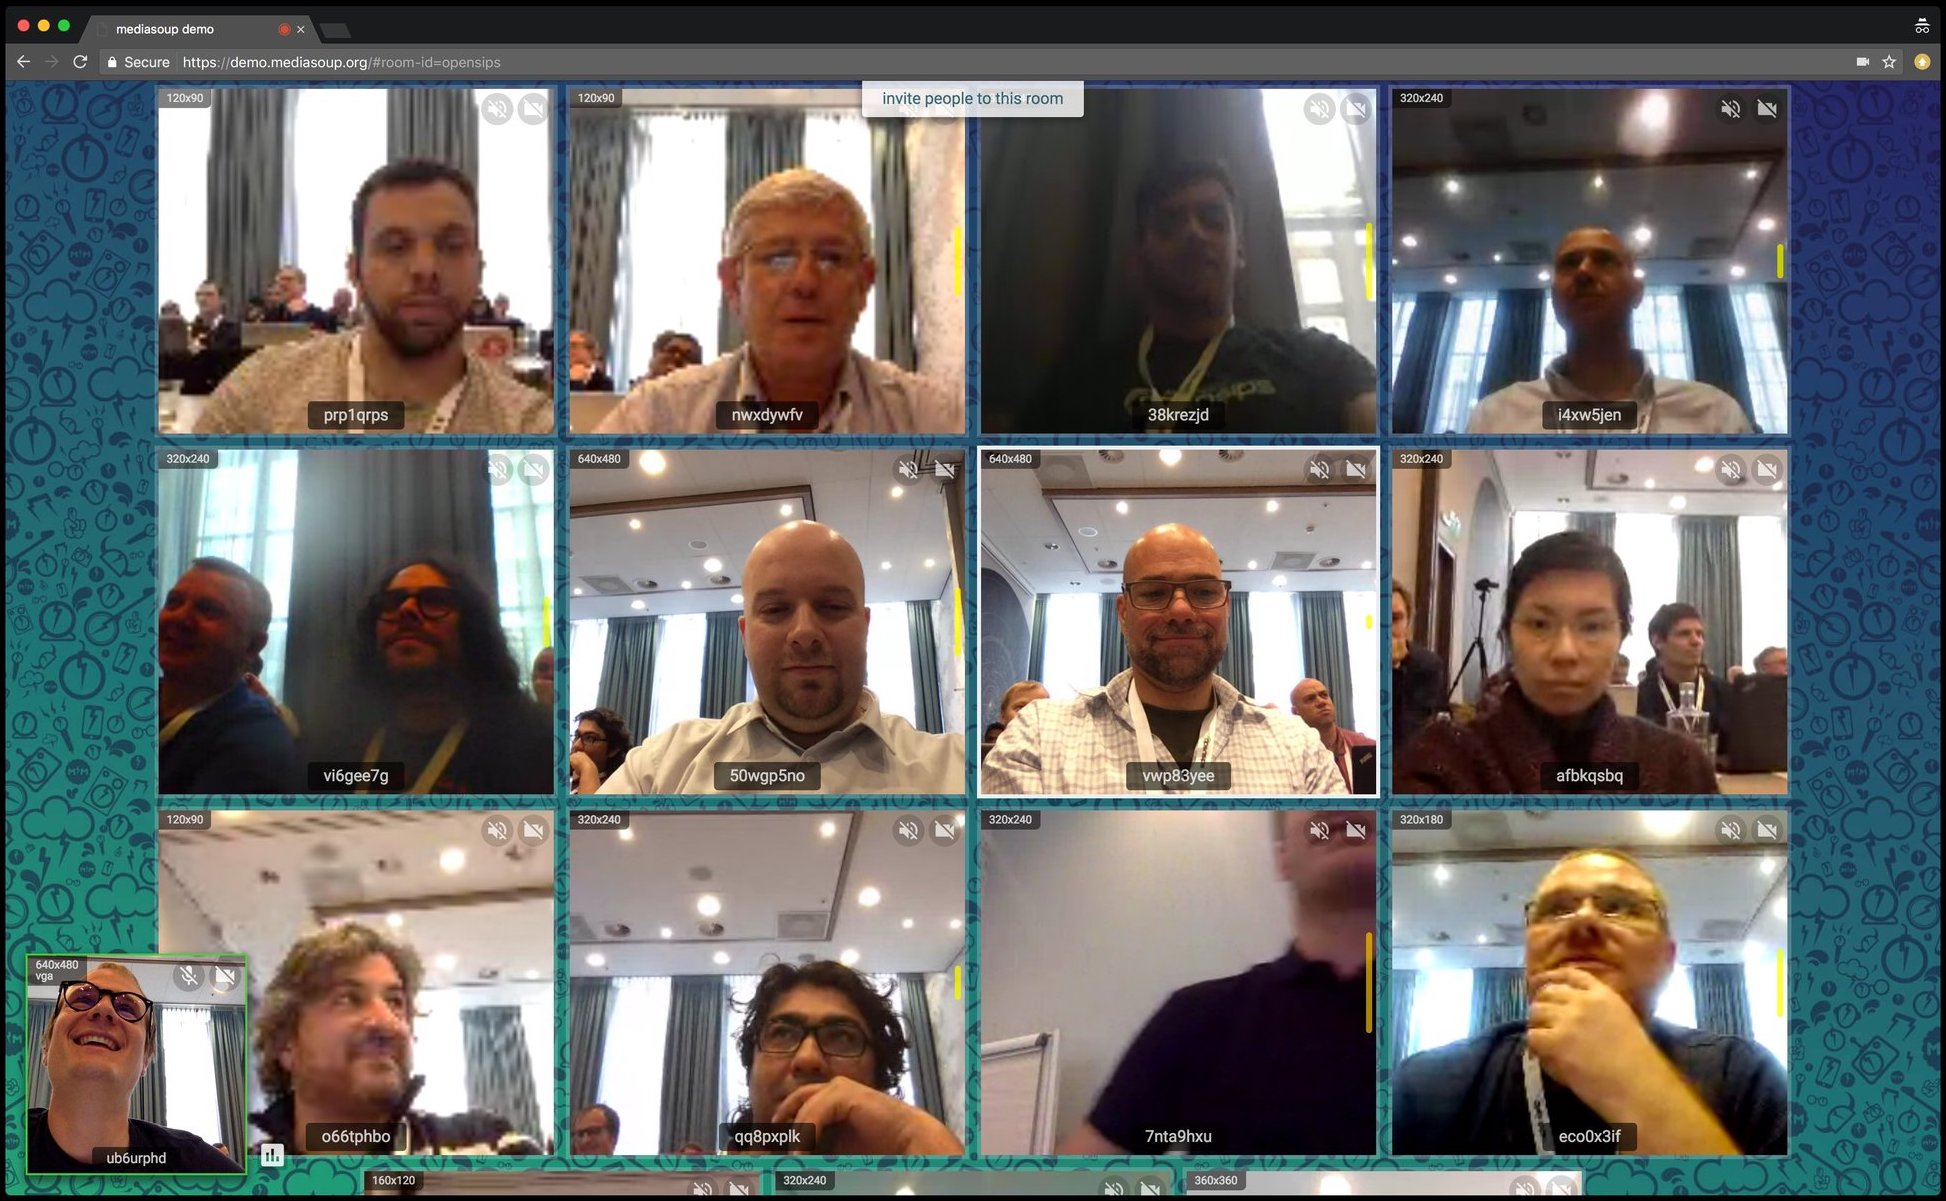 mediasoup demo
Secure https://demo.mediasoup.org/#room-id=opensips
invite people to this room
120x90
120x90
320x240
prp1qrps
nwxdywfv
38krezjd
i4xw5jen
320x240
640x480
640x480
320x240
vi6gee7g
50wgp5no
vwp83yee
afbkqsbq
120x90
320x240
320x240
320x180
o66tphbo
qq8pxplk
7nta9hxu
eco0x3if
640x480
vga
ub6urphd
160x120
320x240
360x360